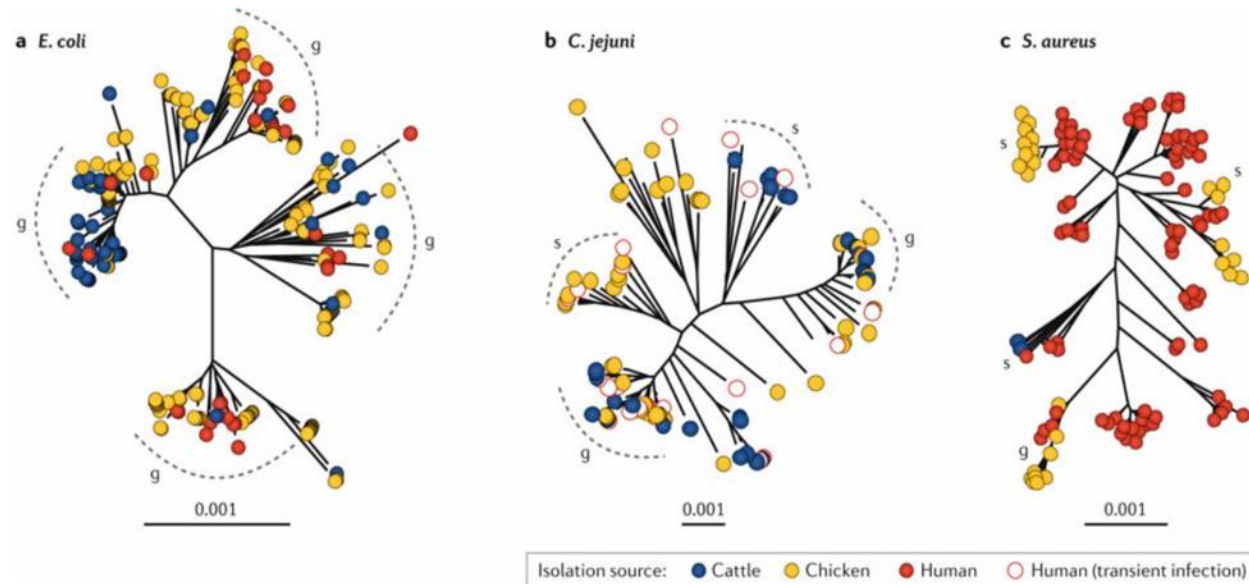 a E. coli
g
g
g
g
0.001
b C. jejuni
s
s
g
g
0.001
c S. aureus
s
s
s
g
0.001
Isolation source: Cattle Chicken Human Human (transient infection)